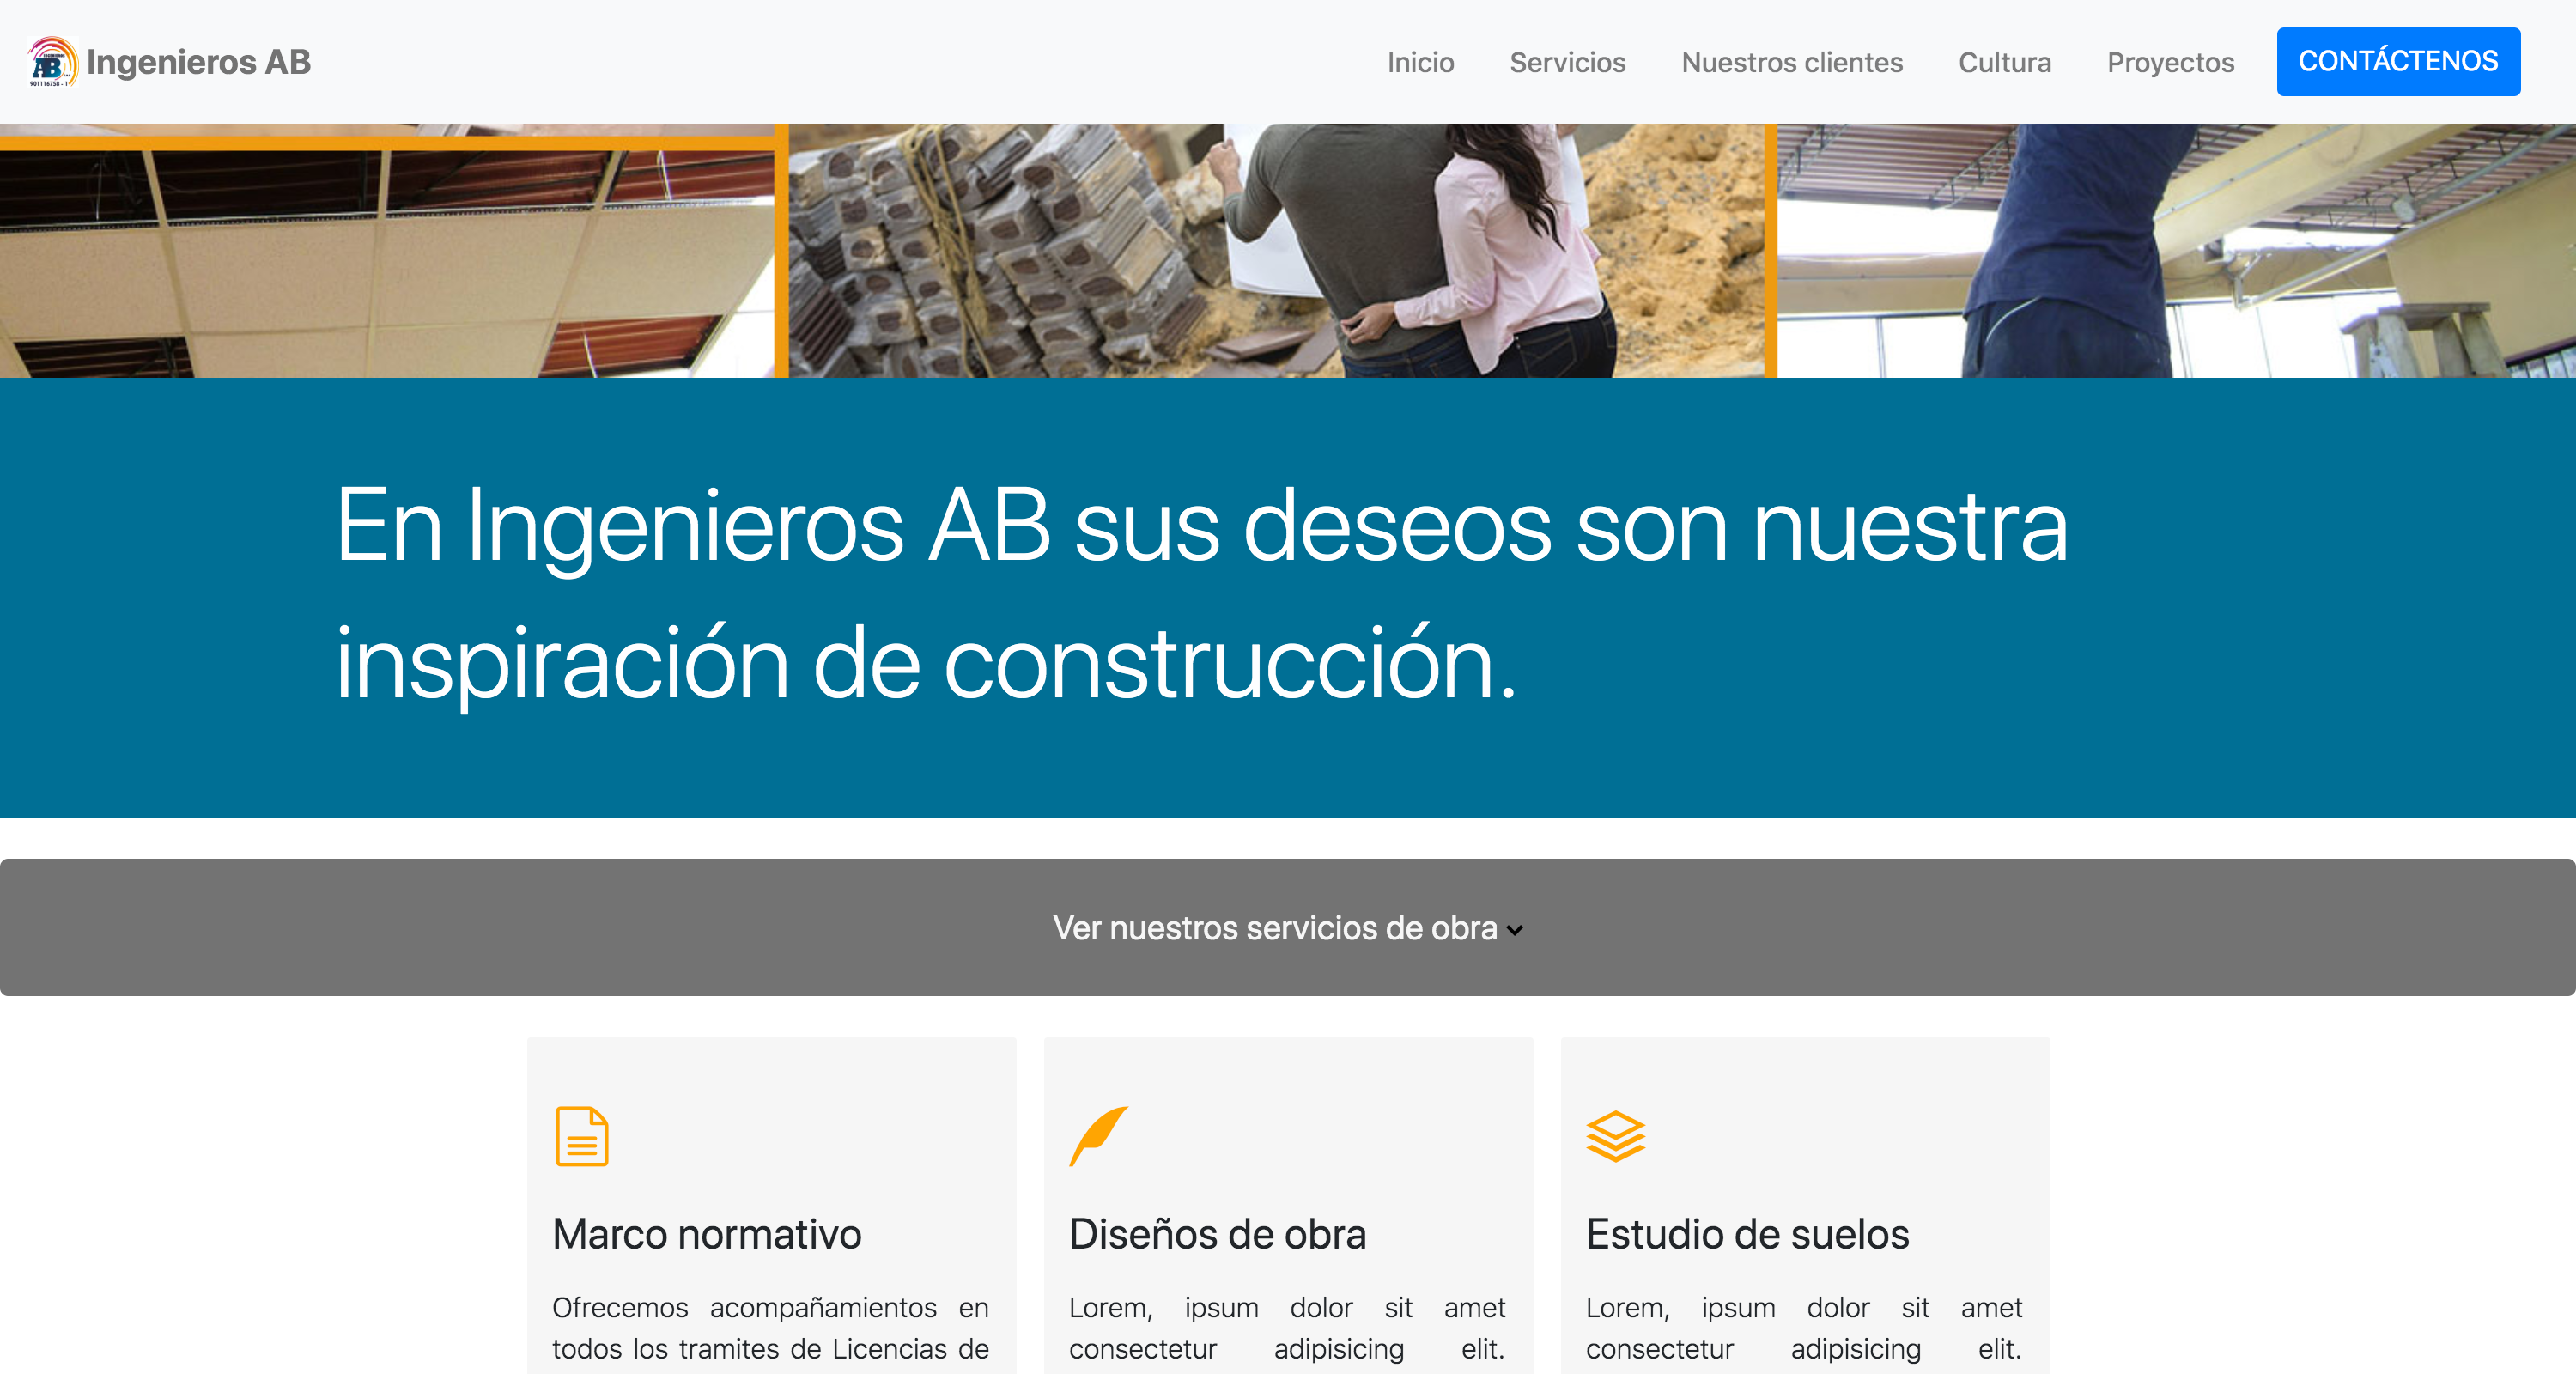 AB
901116758 - 1
Ingenieros AB
Inicio
Servicios
Nuestros clientes
Cultura
Proyectos
CONTÁCTENOS
En Ingenieros AB sus deseos son nuestra
inspiración de construcción.
Ver nuestros servicios de obra
Marco normativo
Ofrecemos acompañamientos en
todos los tramites de Licencias de
Diseños de obra
Lorem, ipsum dolor sit amet
consectetur adipisicing elit.
Estudio de suelos
Lorem, ipsum dolor sit amet
consectetur adipisicing elit.